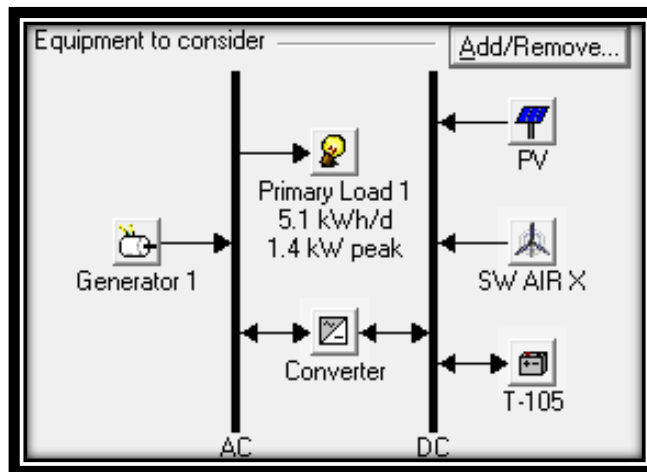 Equipment to consider
Add/Remove...
Primary Load 1
5.1 kWh/d
1.4 kW peak
PV
Generator 1
SW AIR X
Converter
T-105
AC
DC